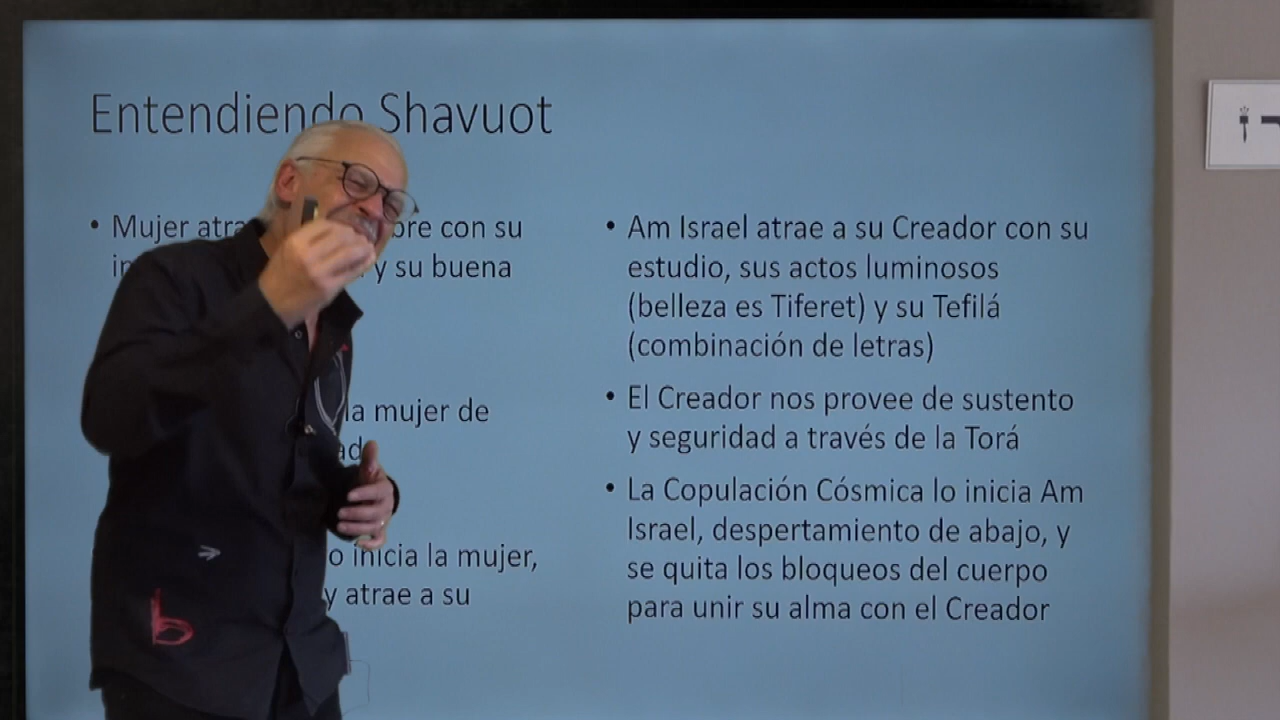 Entendiendo Shavuot
• Mujer con su
y su buena
la mujer de
inicia la mujer,
y atrae a su
• Am Israel atrae a su Creador con su
estudio, sus actos luminosos
(belleza es Tiferet) y su Tefilá
(combinación de letras)
• El Creador nos provee de sustento
y seguridad a través de la Torá
• La Copulación Cósmica lo inicia Am
Israel, despertamiento de abajo, y
se quita los bloqueos del cuerpo
para unir su alma con el Creador